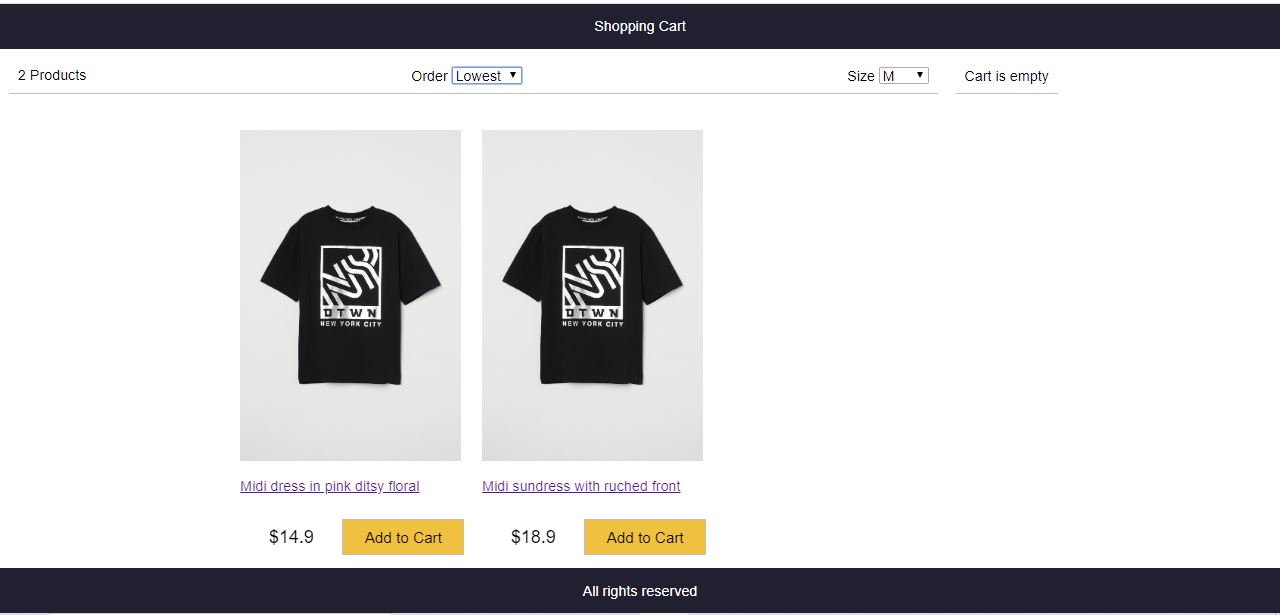 Shopping Cart
2 Products
Order Lowest
Size M
Cart is empty
DTWN
NEW YORK CITY
DTWN
NEW YORK CITY
Midi dress in pink ditsy floral
Midi sundress with ruched front
$14.9
Add to Cart
$18.9
Add to Cart
All rights reserved